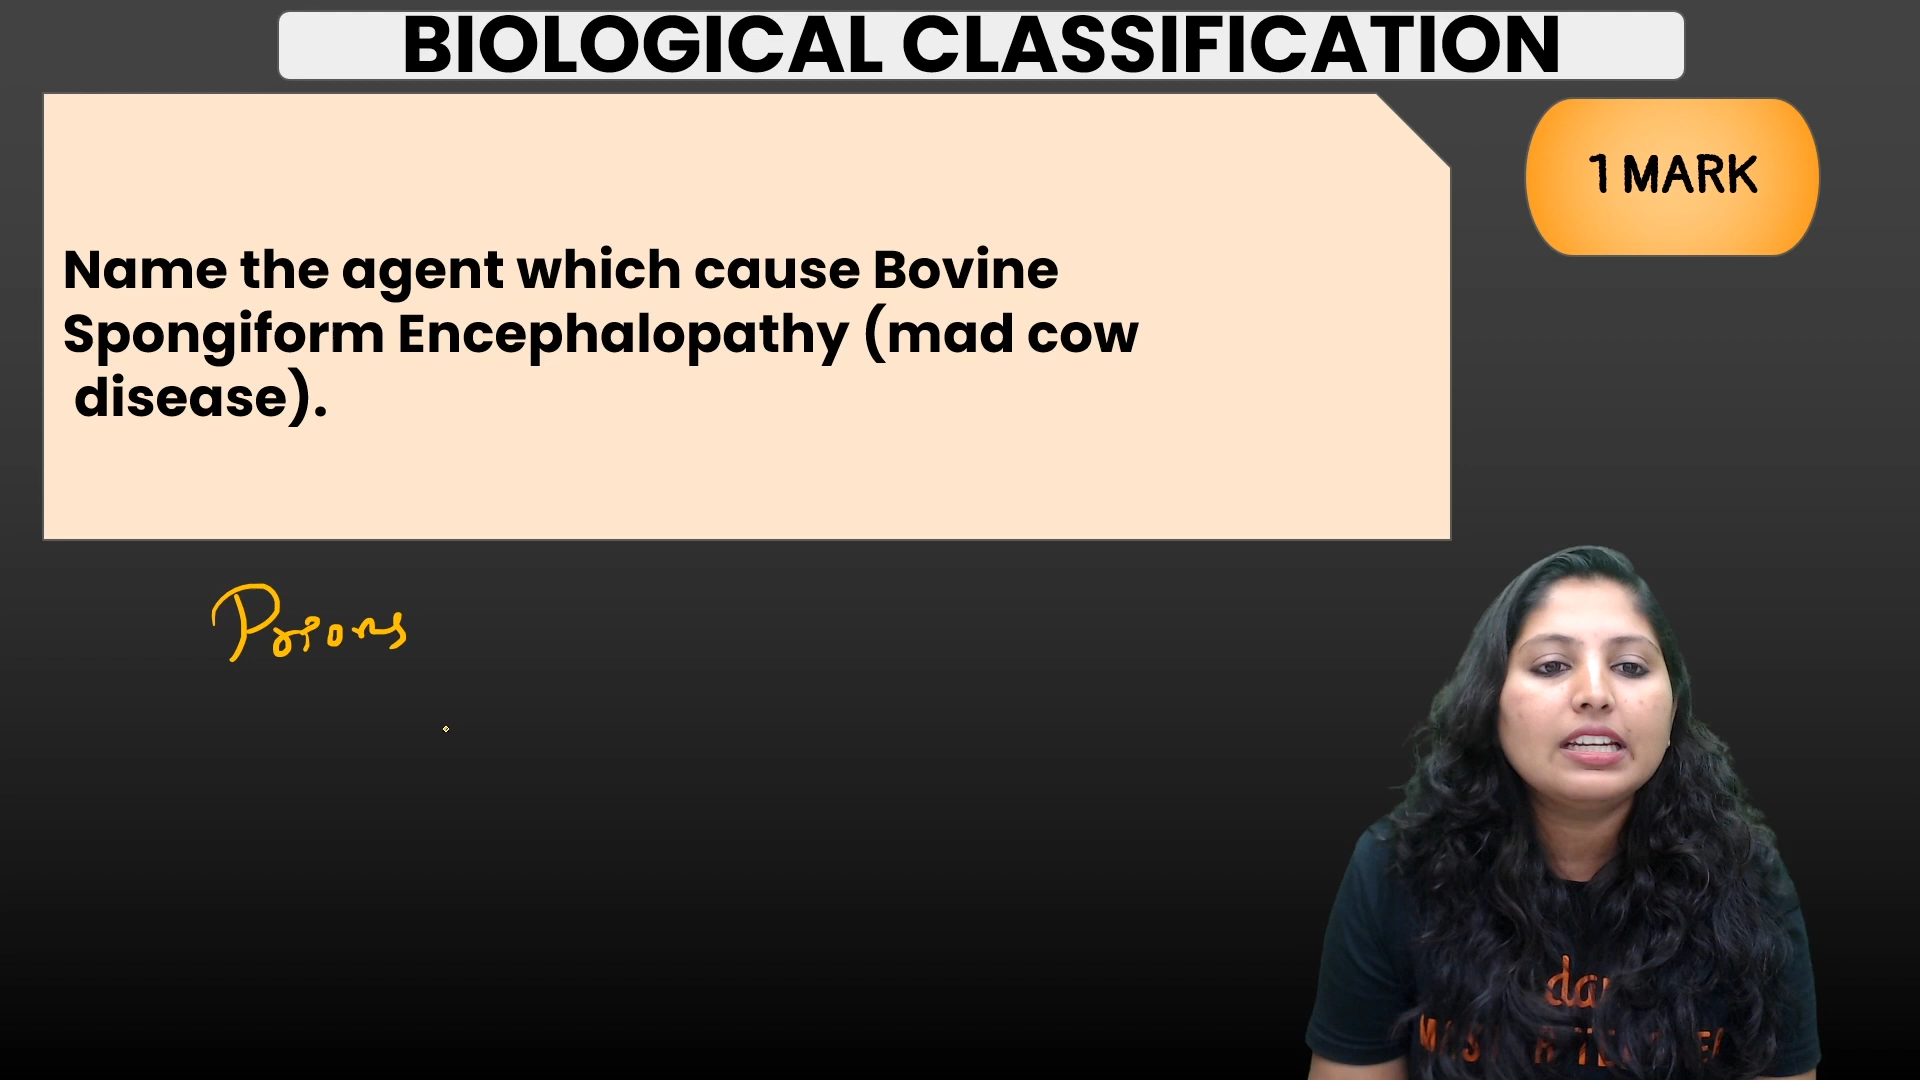 BIOLOGICAL CLASSIFICATION
1 MARK
Name the agent which cause Bovine
Spongiform Encephalopathy (mad cow
disease).
Prions